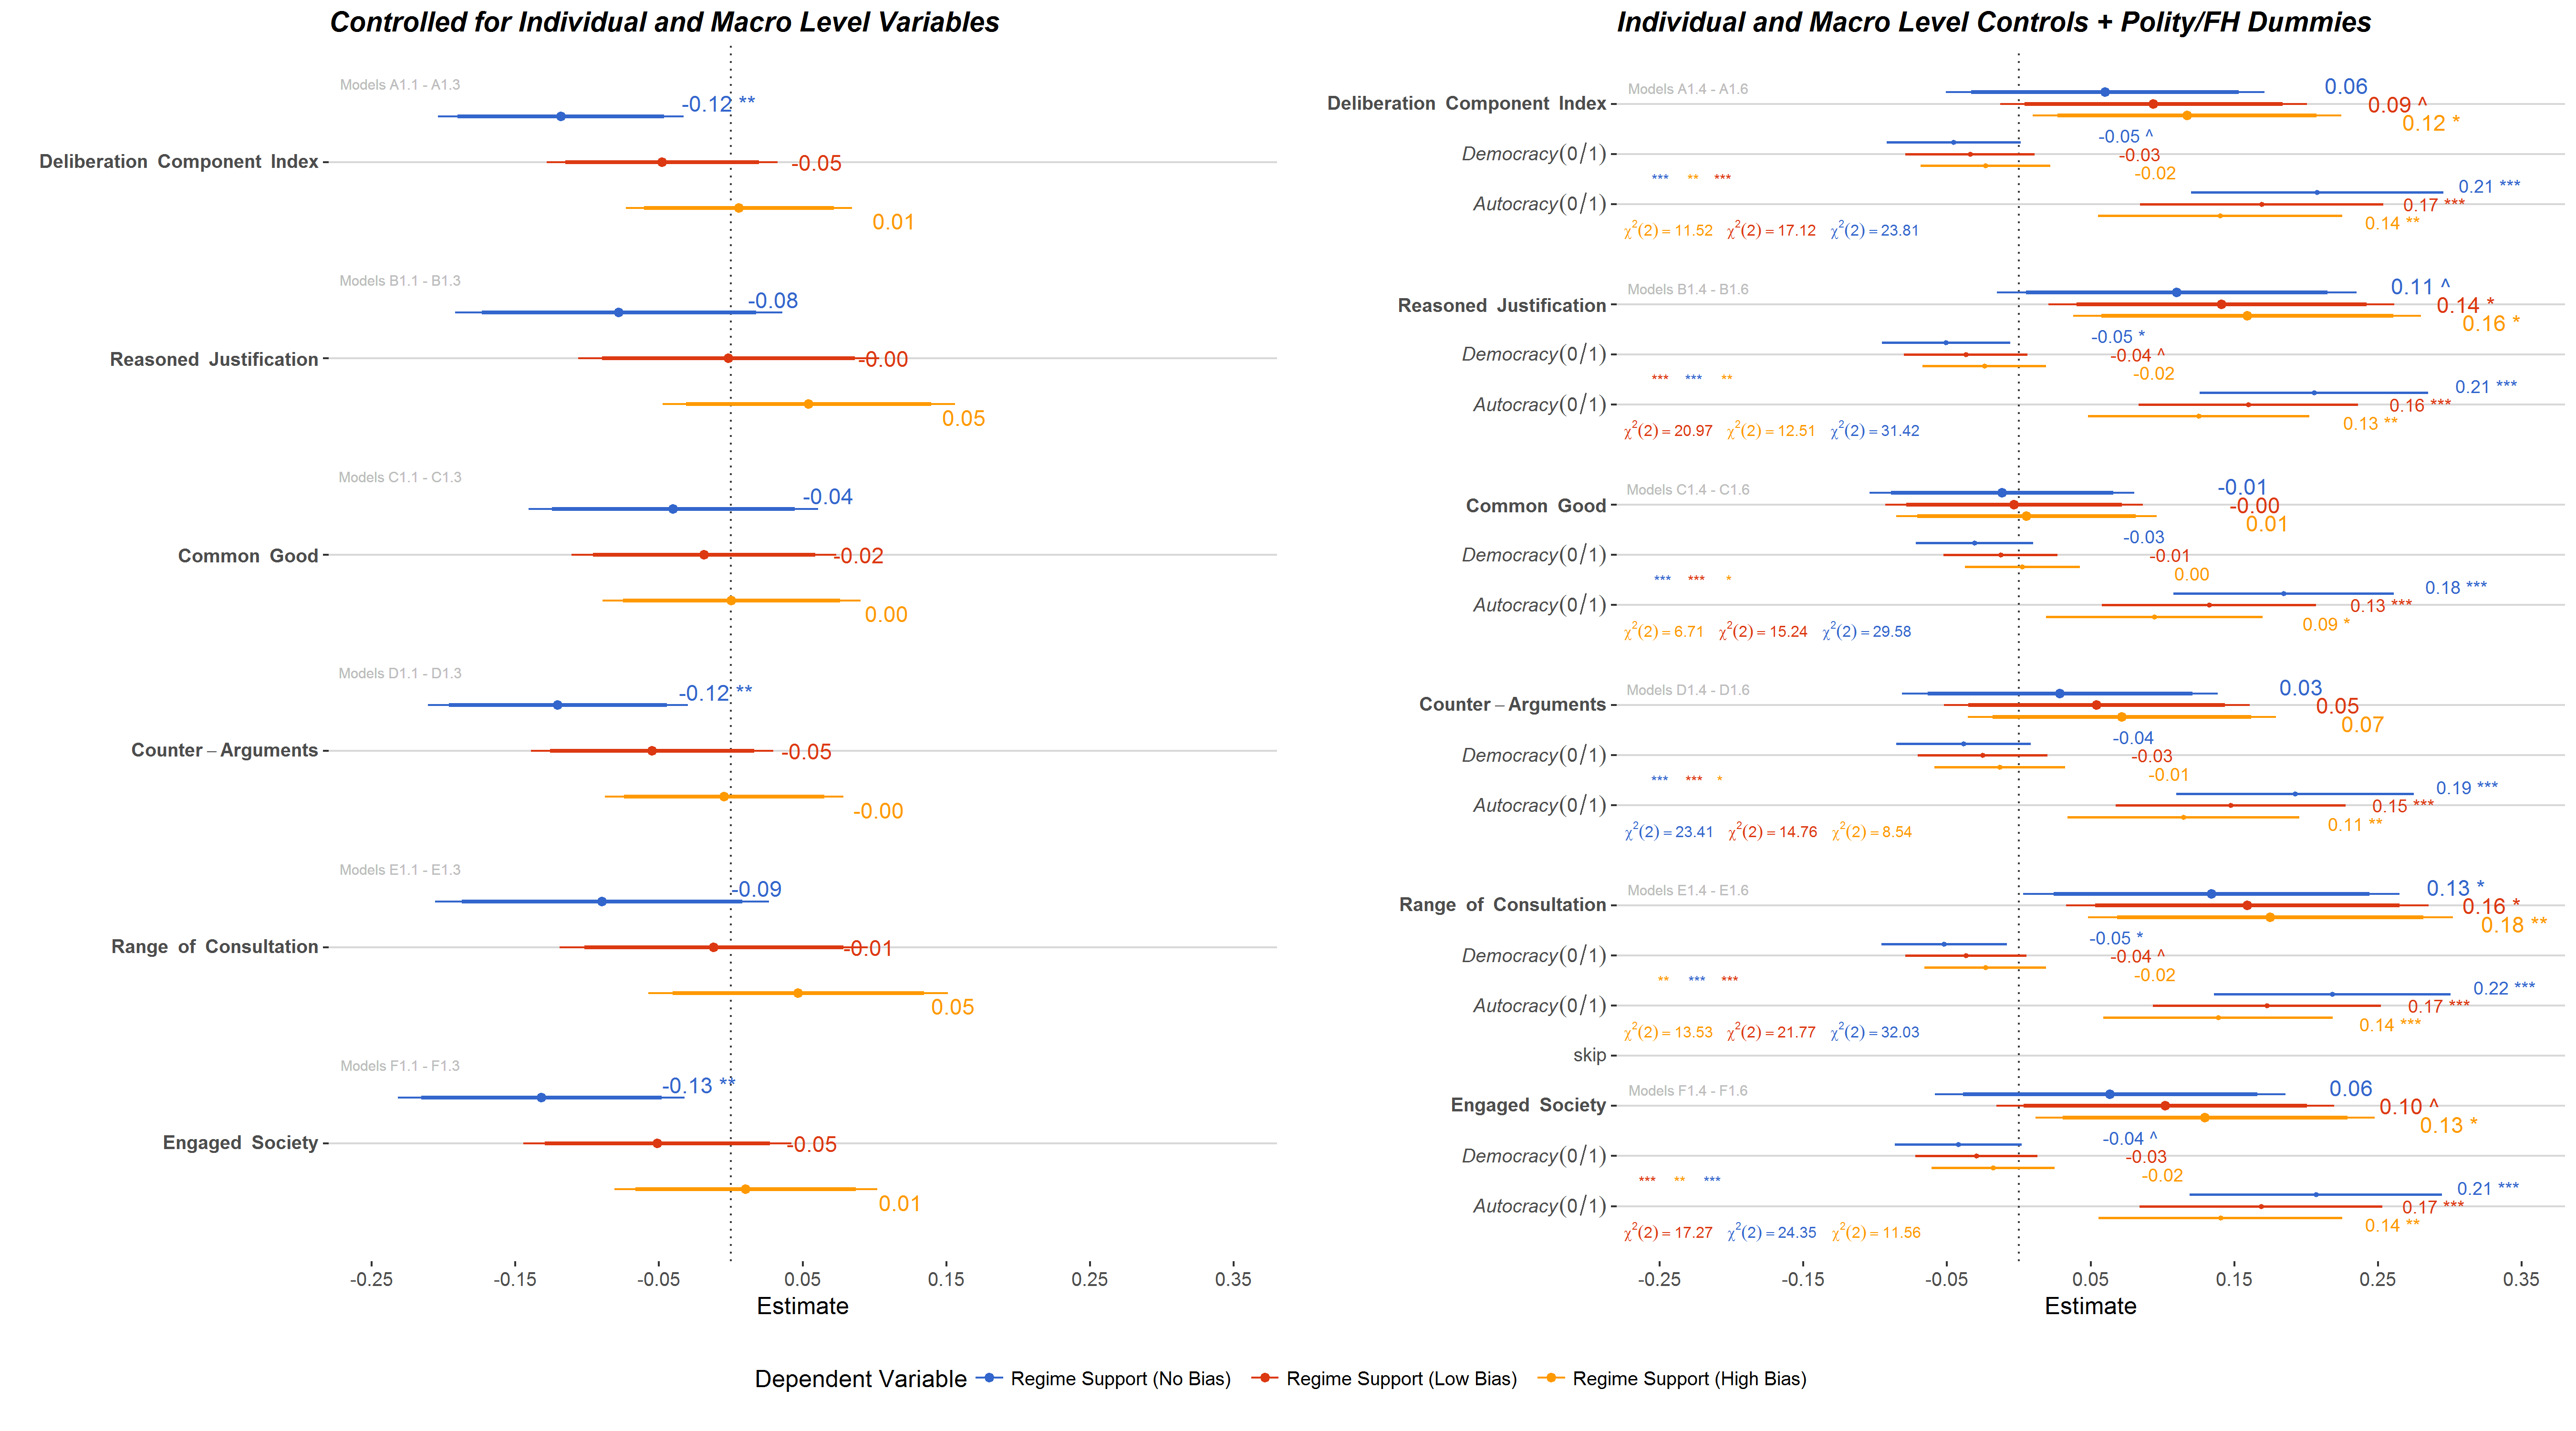 Controlled for Individual and Macro Level Variables
Models A1.1 - A1.3
-0.12 **
Deliberation Component Index
-0.05
0.01
Models B1.1 - B1.3
-0.08
Reasoned Justification
-0.00
0.05
Models C1.1 - C1.3
-0.04
Common Good
-0.02
0.00
Models D1.1 - D1.3
-0.12 **
Counter–Arguments
-0.05
-0.00
Models E1.1 - E1.3
-0.09
Range of Consultation
-0.01
0.05
Models F1.1 - F1.3
-0.13 **
Engaged Society
-0.05
0.01
-0.25 -0.15 -0.05 0.05 0.15 0.25 0.35
Estimate
Individual and Macro Level Controls + Polity/FH Dummies
Models A1.4 - A1.6
0.06
Deliberation Component Index
0.09 ^
0.12 *
-0.05 ^
Democracy(0/1)
-0.03
-0.02
*** ** ***
0.21 ***
Autocracy(0/1)
0.17 ***
0.14 **
χ²(2) = 11.52 χ²(2) = 17.12 χ²(2) = 23.81
Models B1.4 - B1.6
0.11 ^
Reasoned Justification
0.14 *
0.16 *
-0.05 *
Democracy(0/1)
-0.04 ^
-0.02
*** *** **
0.21 ***
Autocracy(0/1)
0.16 ***
0.13 **
χ²(2) = 20.97 χ²(2) = 12.51 χ²(2) = 31.42
Models C1.4 - C1.6
-0.01
Common Good
-0.00
0.01
-0.03
Democracy(0/1)
-0.01
0.00
*** *** *
0.18 ***
Autocracy(0/1)
0.13 ***
0.09 *
χ²(2) = 6.71 χ²(2) = 15.24 χ²(2) = 29.58
Models D1.4 - D1.6
0.03
Counter–Arguments
0.05
0.07
-0.04
Democracy(0/1)
-0.03
-0.01
*** *** *
0.19 ***
Autocracy(0/1)
0.15 ***
0.11 **
χ²(2) = 23.41 χ²(2) = 14.76 χ²(2) = 8.54
Models E1.4 - E1.6
0.13 *
Range of Consultation
0.16 *
0.18 **
-0.05 *
Democracy(0/1)
-0.04 ^
-0.02
** *** ***
0.22 ***
Autocracy(0/1)
0.17 ***
0.14 ***
χ²(2) = 13.53 χ²(2) = 21.77 χ²(2) = 32.03
skip
Models F1.4 - F1.6
0.06
Engaged Society
0.10 ^
0.13 *
-0.04 ^
Democracy(0/1)
-0.03
-0.02
*** ** ***
0.21 ***
Autocracy(0/1)
0.17 ***
0.14 **
χ²(2) = 17.27 χ²(2) = 24.35 χ²(2) = 11.56
-0.25 -0.15 -0.05 0.05 0.15 0.25 0.35
Estimate
Dependent Variable Regime Support (No Bias) Regime Support (Low Bias) Regime Support (High Bias)